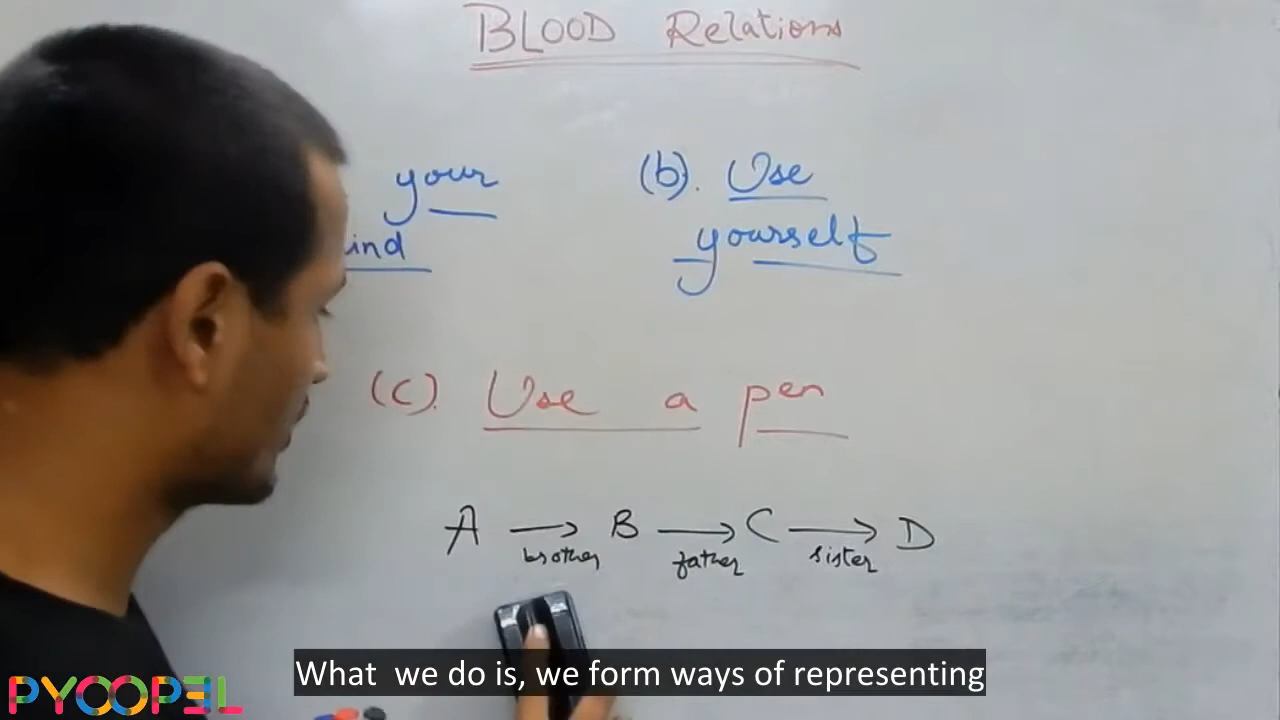 BLOOD Relations
your (b). Use
ind yourself
(c). Use a pen
A → B → C → D
brother father sister
What we do is, we form ways of representing
PYOOPEL